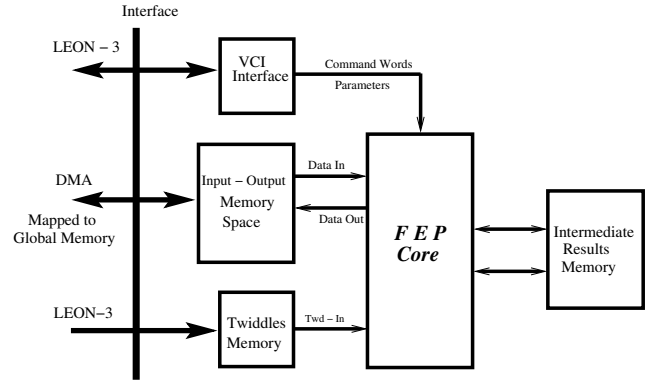 Interface
LEON – 3
VCI
Interface
Command Words
Parameters
DMA
Mapped to
Global Memory
Input – Output
Memory
Space
Data In
Data Out
F E P
Core
Intermediate
Results
Memory
LEON-3
Twiddles
Memory
Twd – In